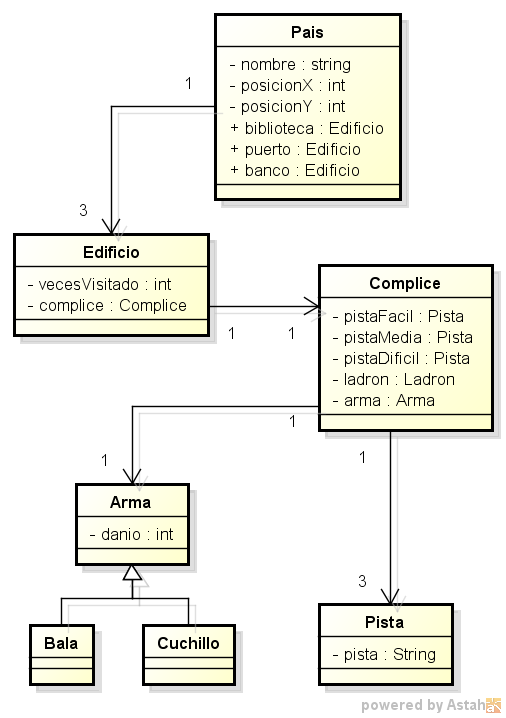 Pais
- nombre : string
- posicionX : int
- posicionY : int
+ biblioteca : Edificio
+ puerto : Edificio
+ banco : Edificio
1
3
Edificio
- vecesVisitado : int
- complice : Complice
1
1
Complice
- pistaFacil : Pista
- pistaMedia : Pista
- pistaDificil : Pista
- ladron : Ladron
- arma : Arma
1
1
Arma
- danio : int
1
3
Bala
Cuchillo
Pista
- pista : String
powered by Astah